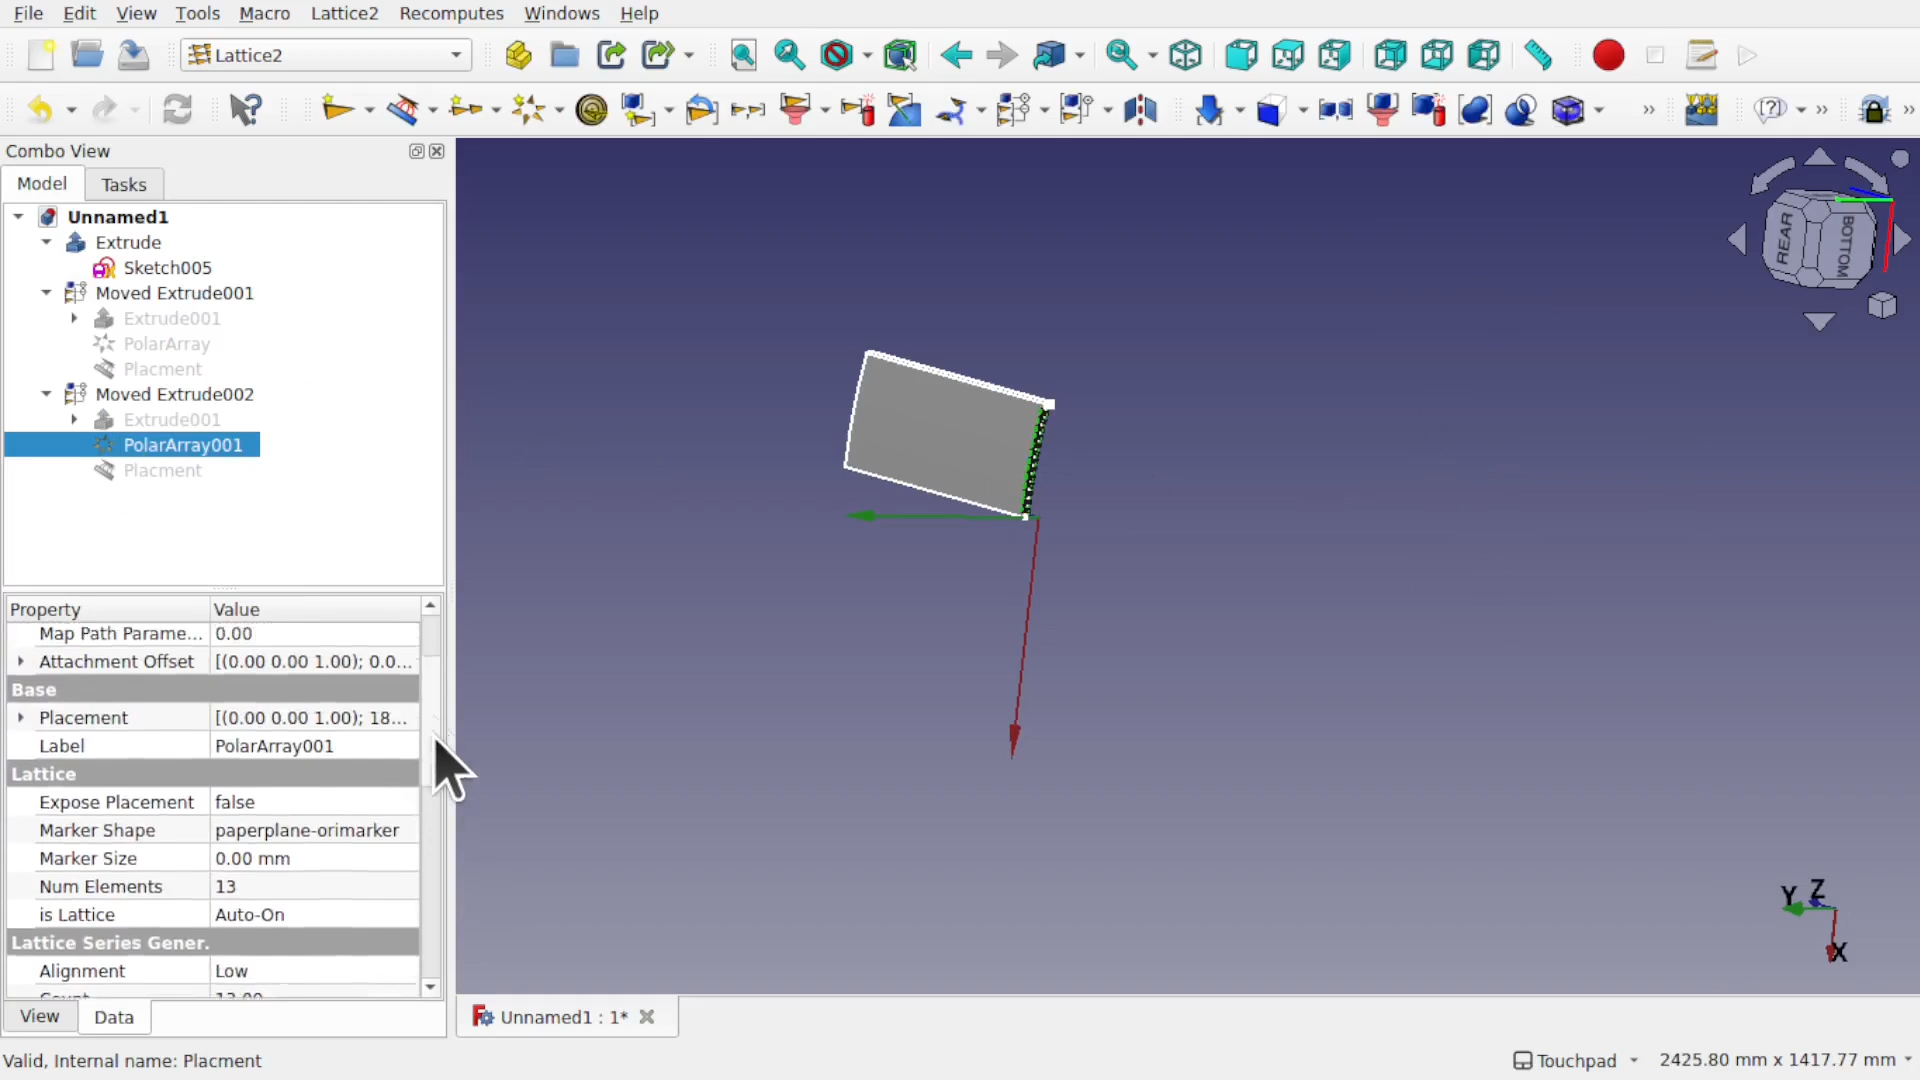 File Edit View Tools Macro Lattice2 Recomputes Windows Help
Lattice2
Combo View
Model Tasks
Unnamed1
Extrude
Sketch005
Moved Extrude001
Extrude001
PolarArray
Placment
Moved Extrude002
Extrude001
PolarArray001
Placment
Property Value
Map Path Parame... 0.00
Attachment Offset [(0.00 0.00 1.00); 0.0...
Base
Placement [(0.00 0.00 1.00); 18...
Label PolarArray001
Lattice
Expose Placement false
Marker Shape paperplane-orimarker
Marker Size 0.00 mm
Num Elements 13
is Lattice Auto-On
Lattice Series Gener.
Alignment Low
Count 13.00
View Data
Unnamed1 : 1*
Valid, Internal name: Placment
Touchpad 2425.80 mm x 1417.77 mm
REAR BOTTOM
Y Z
X